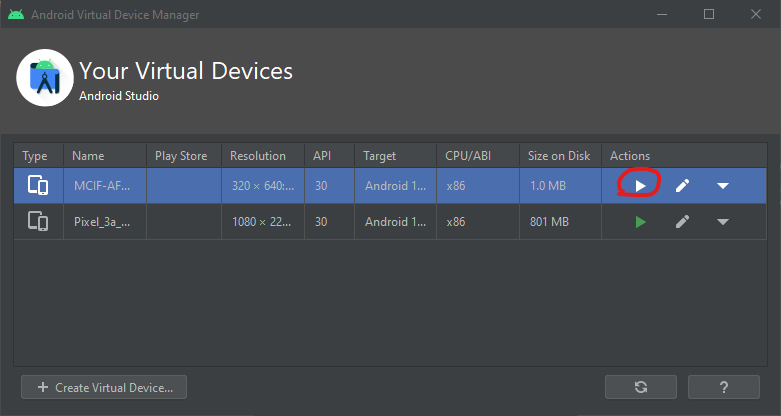 Android Virtual Device Manager
Your Virtual Devices
Android Studio
Type Name Play Store Resolution API Target CPU/ABI Size on Disk Actions
MCIF-AF... 320 × 640:... 30 Android 1... x86 1.0 MB
Pixel_3a_... 1080 × 22... 30 Android 1... x86 801 MB
+ Create Virtual Device... ?